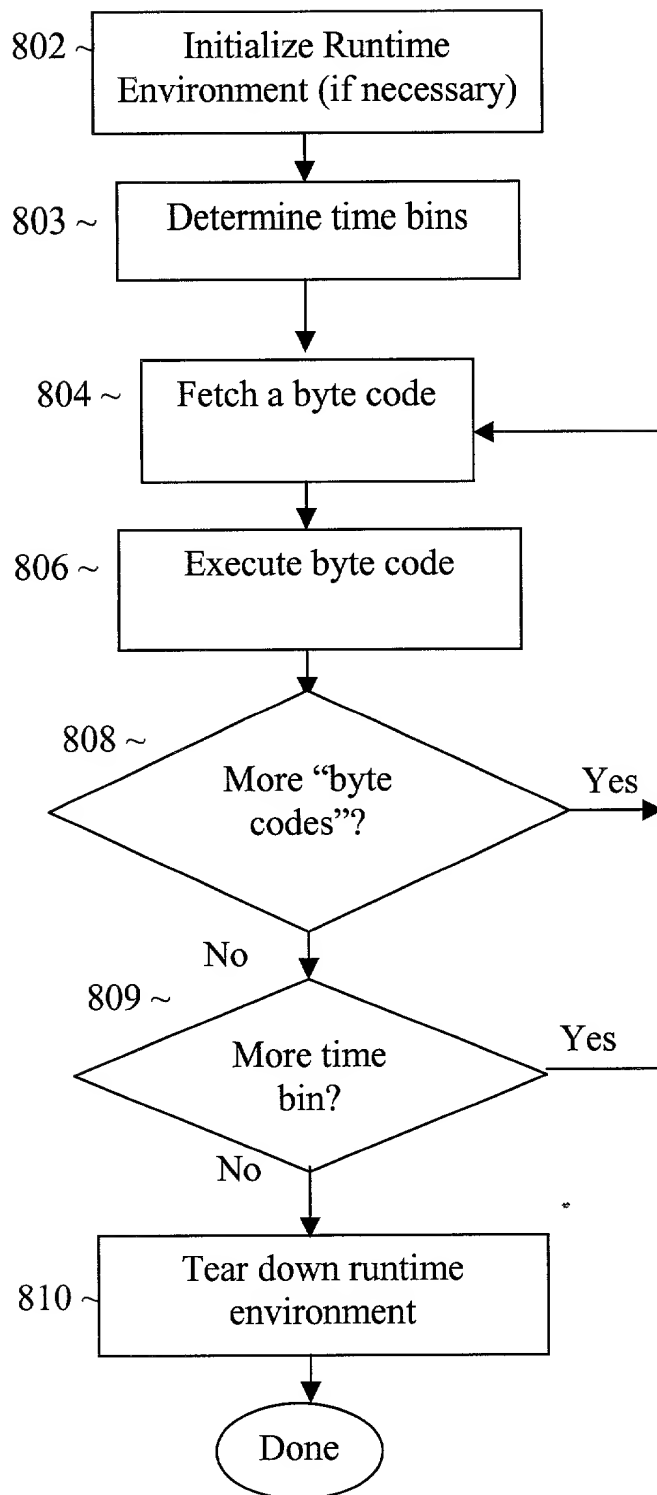 802 ~
Initialize Runtime
Environment (if necessary)
803 ~
Determine time bins
804 ~
Fetch a byte code
806 ~
Execute byte code
808 ~
More “byte
codes”?
Yes
No
809 ~
More time
bin?
Yes
No
810 ~
Tear down runtime
environment
Done